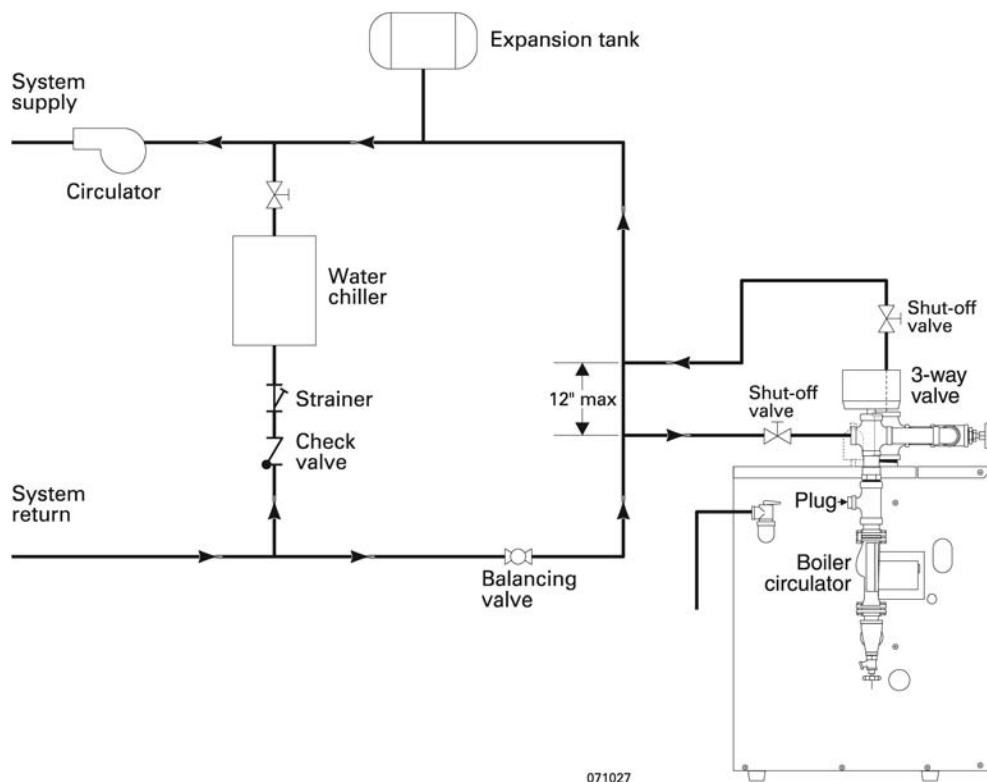 Expansion tank
System
supply
Circulator
Water
chiller
Shut-off
valve
3-way
valve
12" max
Shut-off
valve
Strainer
Check
valve
System
return
Plug
Boiler
circulator
Balancing
valve
071027